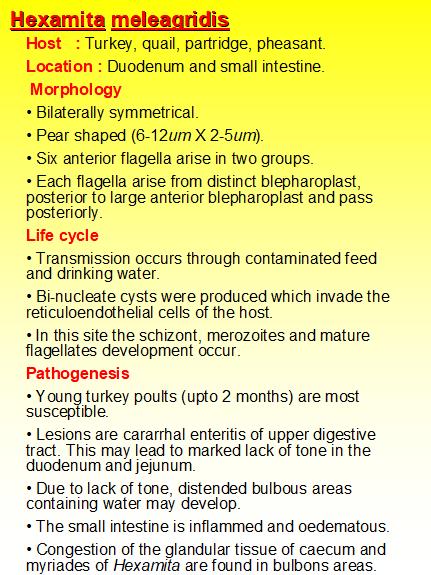 Hexamita meleagridis
Host : Turkey, quail, partridge, pheasant.
Location : Duodenum and small intestine.
Morphology
• Bilaterally symmetrical.
• Pear shaped (6-12um X 2-5um).
• Six anterior flagella arise in two groups.
• Each flagella arise from distinct blepharoplast,
posterior to large anterior blepharoplast and pass
posteriorly.
Life cycle
• Transmission occurs through contaminated feed
and drinking water.
• Bi-nucleate cysts were produced which invade the
reticuloendothelial cells of the host.
• In this site the schizont, merozoites and mature
flagellates development occur.
Pathogenesis
• Young turkey poults (upto 2 months) are most
susceptible.
• Lesions are cararrhal enteritis of upper digestive
tract. This may lead to marked lack of tone in the
duodenum and jejunum.
• Due to lack of tone, distended bulbous areas
containing water may develop.
• The small intestine is inflammed and oedematous.
• Congestion of the glandular tissue of caecum and
myriades of Hexamita are found in bulbons areas.